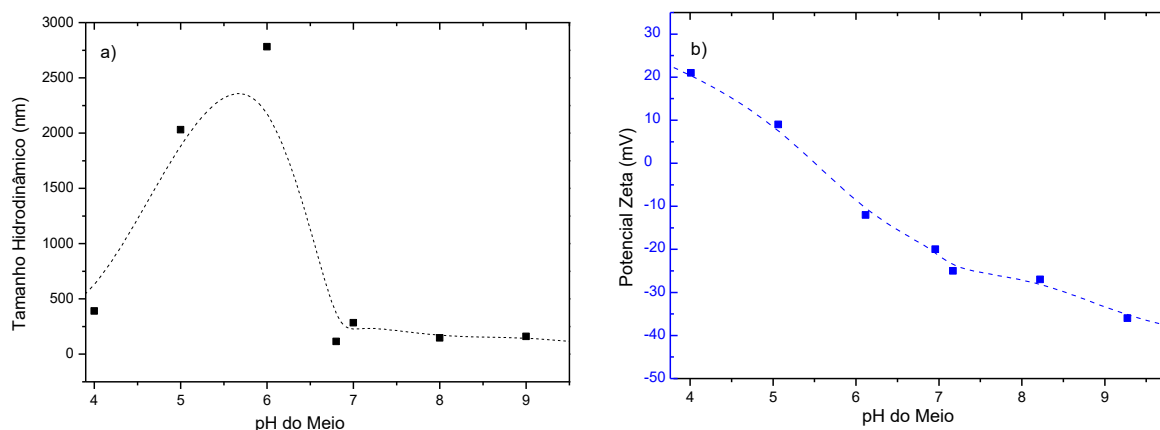 a)
Tamanho Hidrodinâmico (nm)
3000
2500
2000
1500
1000
500
0
4 5 6 7 8 9
pH do Meio
b)
Potencial Zeta (mV)
30
20
10
0
-10
-20
-30
-40
-50
4 5 6 7 8 9
pH do Meio